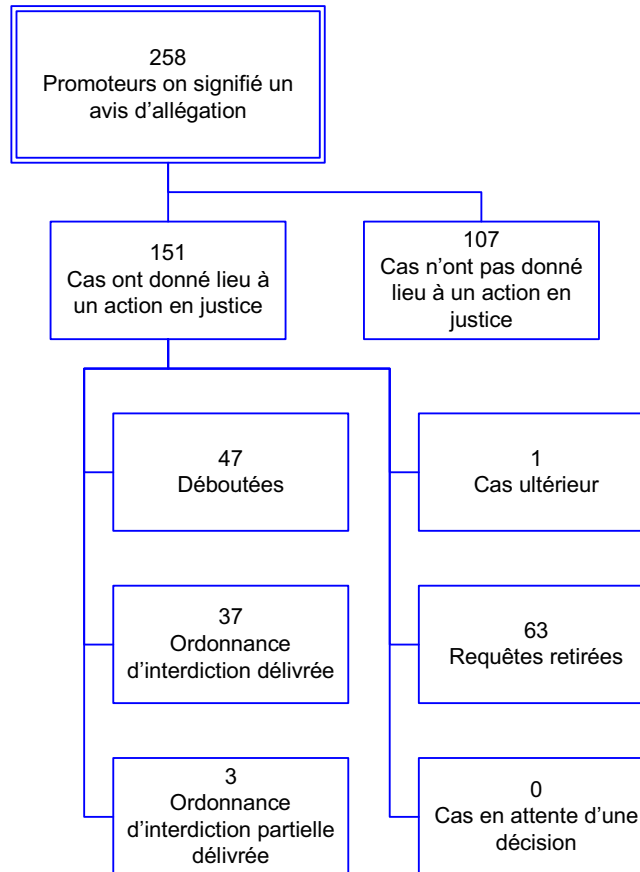 258
Promoteurs on signifié un
avis d'allégation
151
Cas ont donné lieu à
un action en justice
107
Cas n'ont pas donné
lieu à un action en
justice
47
Déboutées
1
Cas ultérieur
37
Ordonnance
d'interdiction délivrée
63
Requêtes retirées
3
Ordonnance
d'interdiction partielle
délivrée
0
Cas en attente d'une
décision